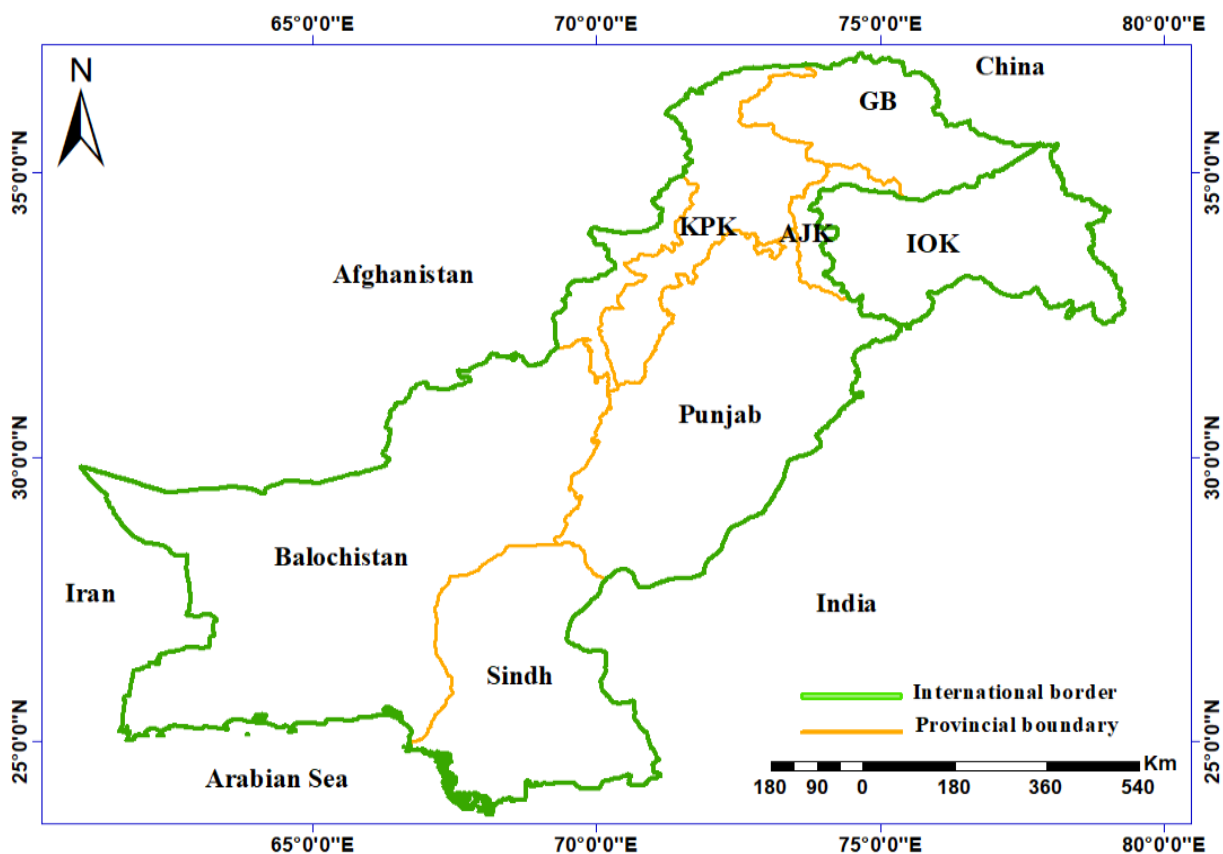 65°0'0"E 70°0'0"E 75°0'0"E 80°0'0"E
N
China
GB
35°0'0"N 35°0'0"N
KPK AJK IOK
Afghanistan
Punjab
30°0'0"N 30°0'0"N
Balochistan
Iran
India
Sindh
International border
Provincial boundary
25°0'0"N 25°0'0"N
Arabian Sea
Km
180 90 0 180 360 540
65°0'0"E 70°0'0"E 75°0'0"E 80°0'0"E